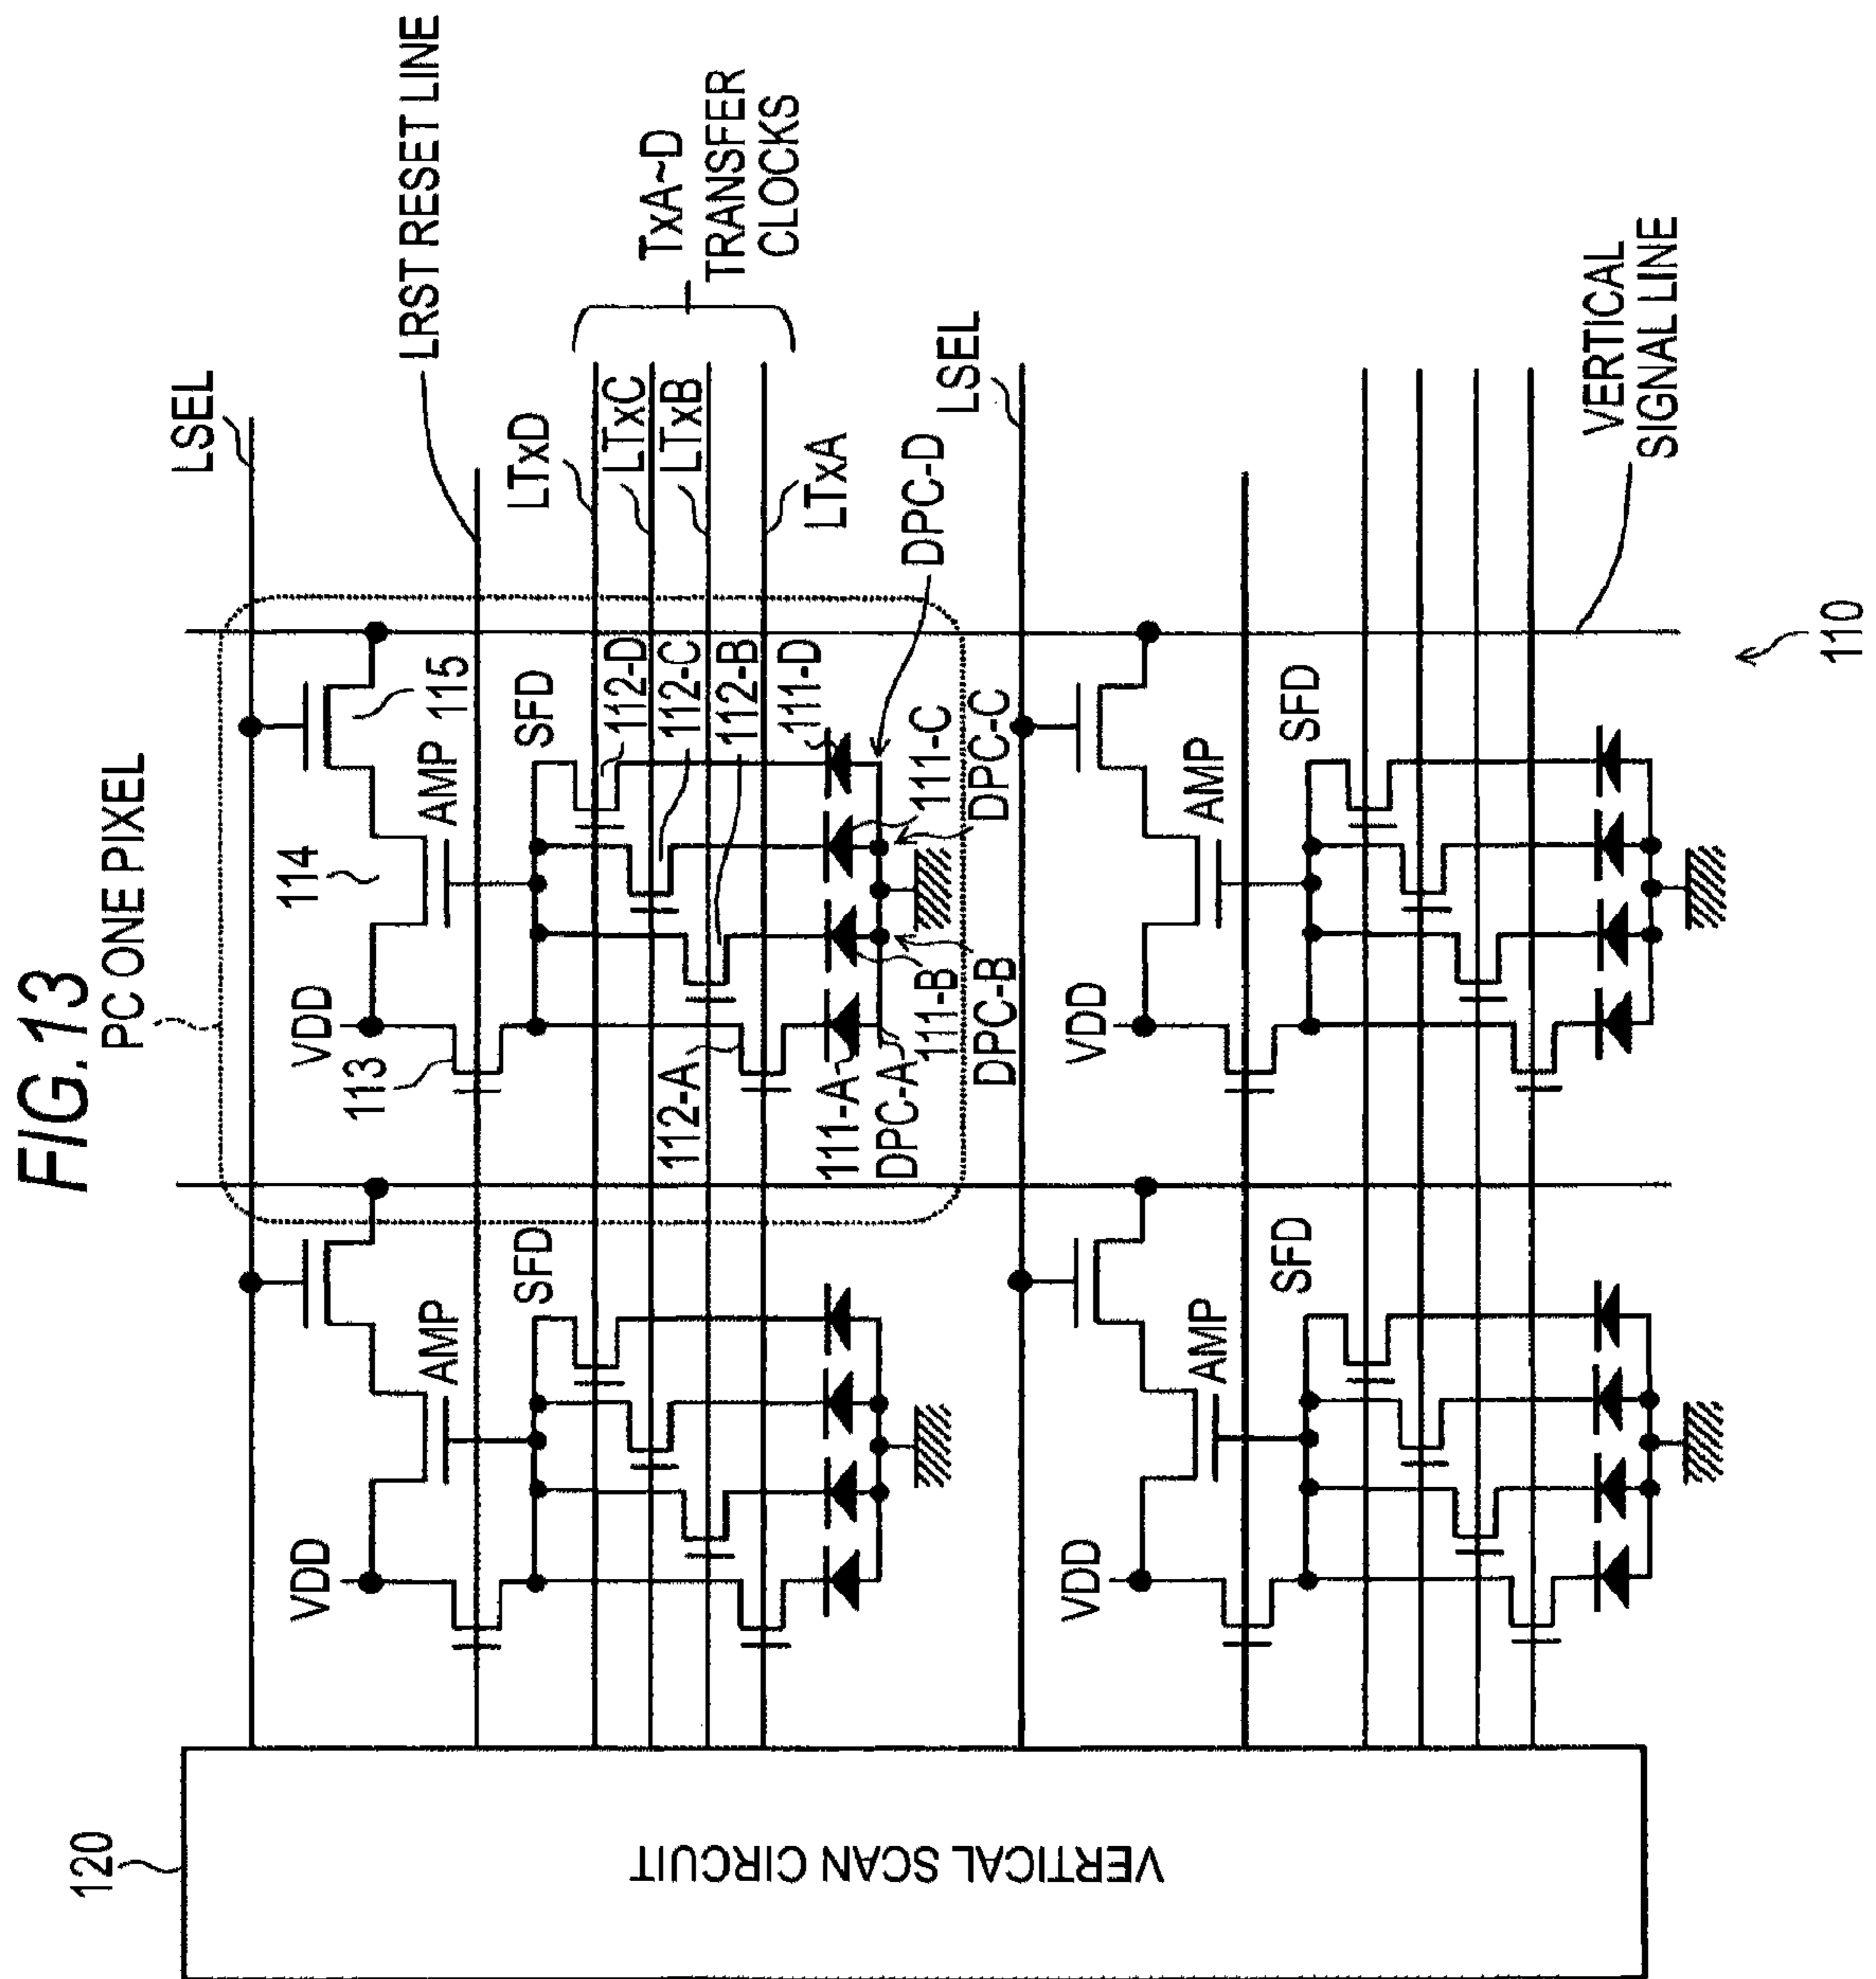 FIG. 13
PC ONE PIXEL
LSEL
LRST RESET LINE
VDD
114
115
113
AMP
SFD
LTxD
TxA~D
TRANSFER
CLOCKS
112-D
LTxC
112-C
LTxB
112-A
112-B
LTxA
111-D
111-A
DPC-A
111-B
111-C
DPC-D
DPC-B
DPC-C
VDD
AMP
SFD
LSEL
VDD
AMP
SFD
VDD
AMP
SFD
VERTICAL
SIGNAL LINE
110
120
VERTICAL SCAN CIRCUIT